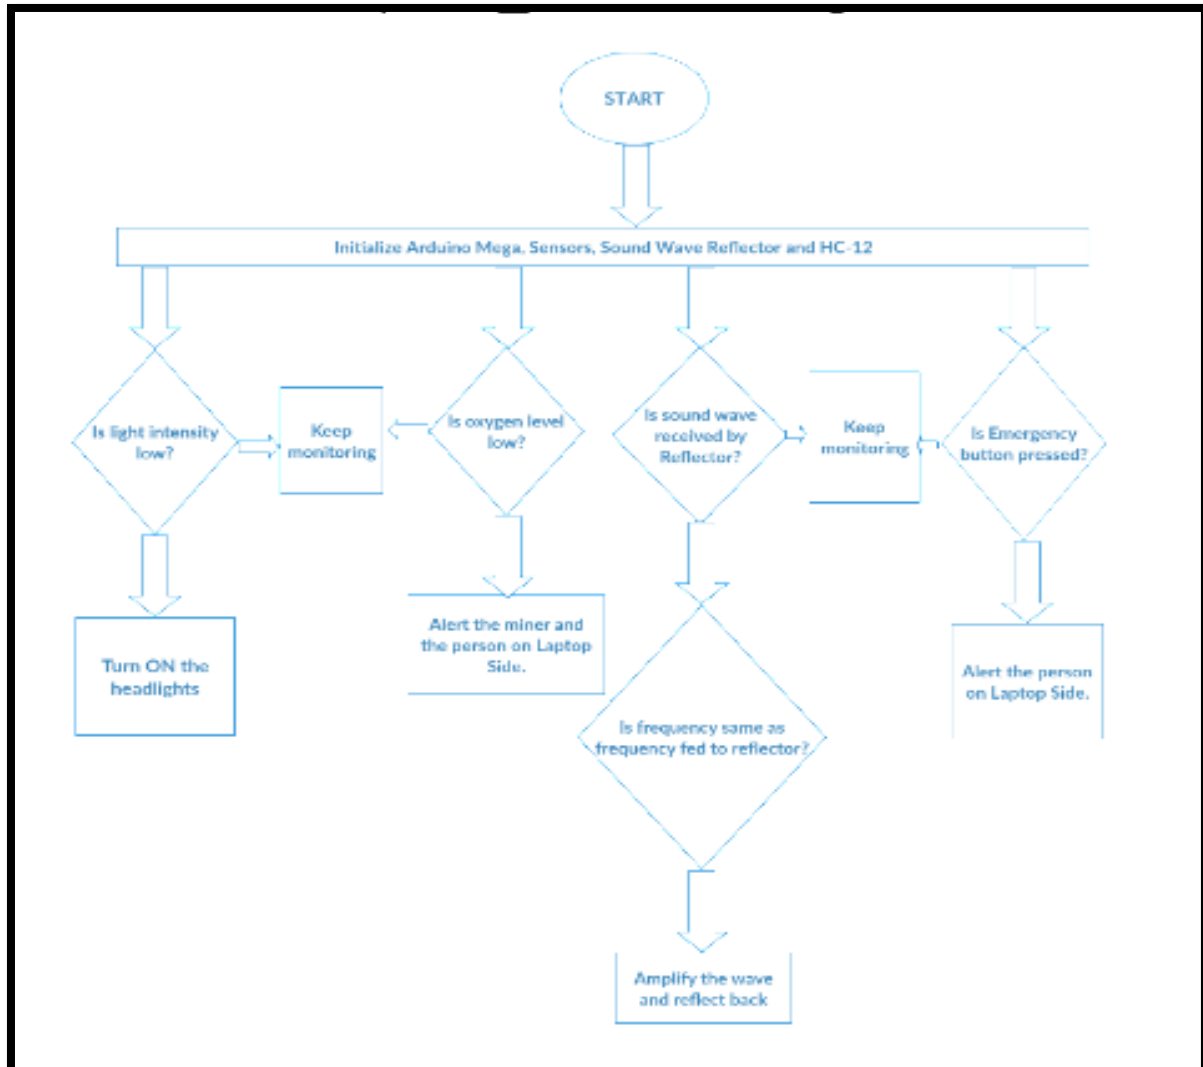 START
Initialize Arduino Mega, Sensors, Sound Wave Reflector and HC-12
Is light intensity
low?
Keep
monitoring
Is oxygen level
low?
Is sound wave
received by
Reflector?
Keep
monitoring
Is Emergency
button pressed?
Turn ON the
headlights
Alert the miner and
the person on Laptop
Side.
Alert the person
on Laptop Side.
Is frequency same as
frequency fed to reflector?
Amplify the wave
and reflect back